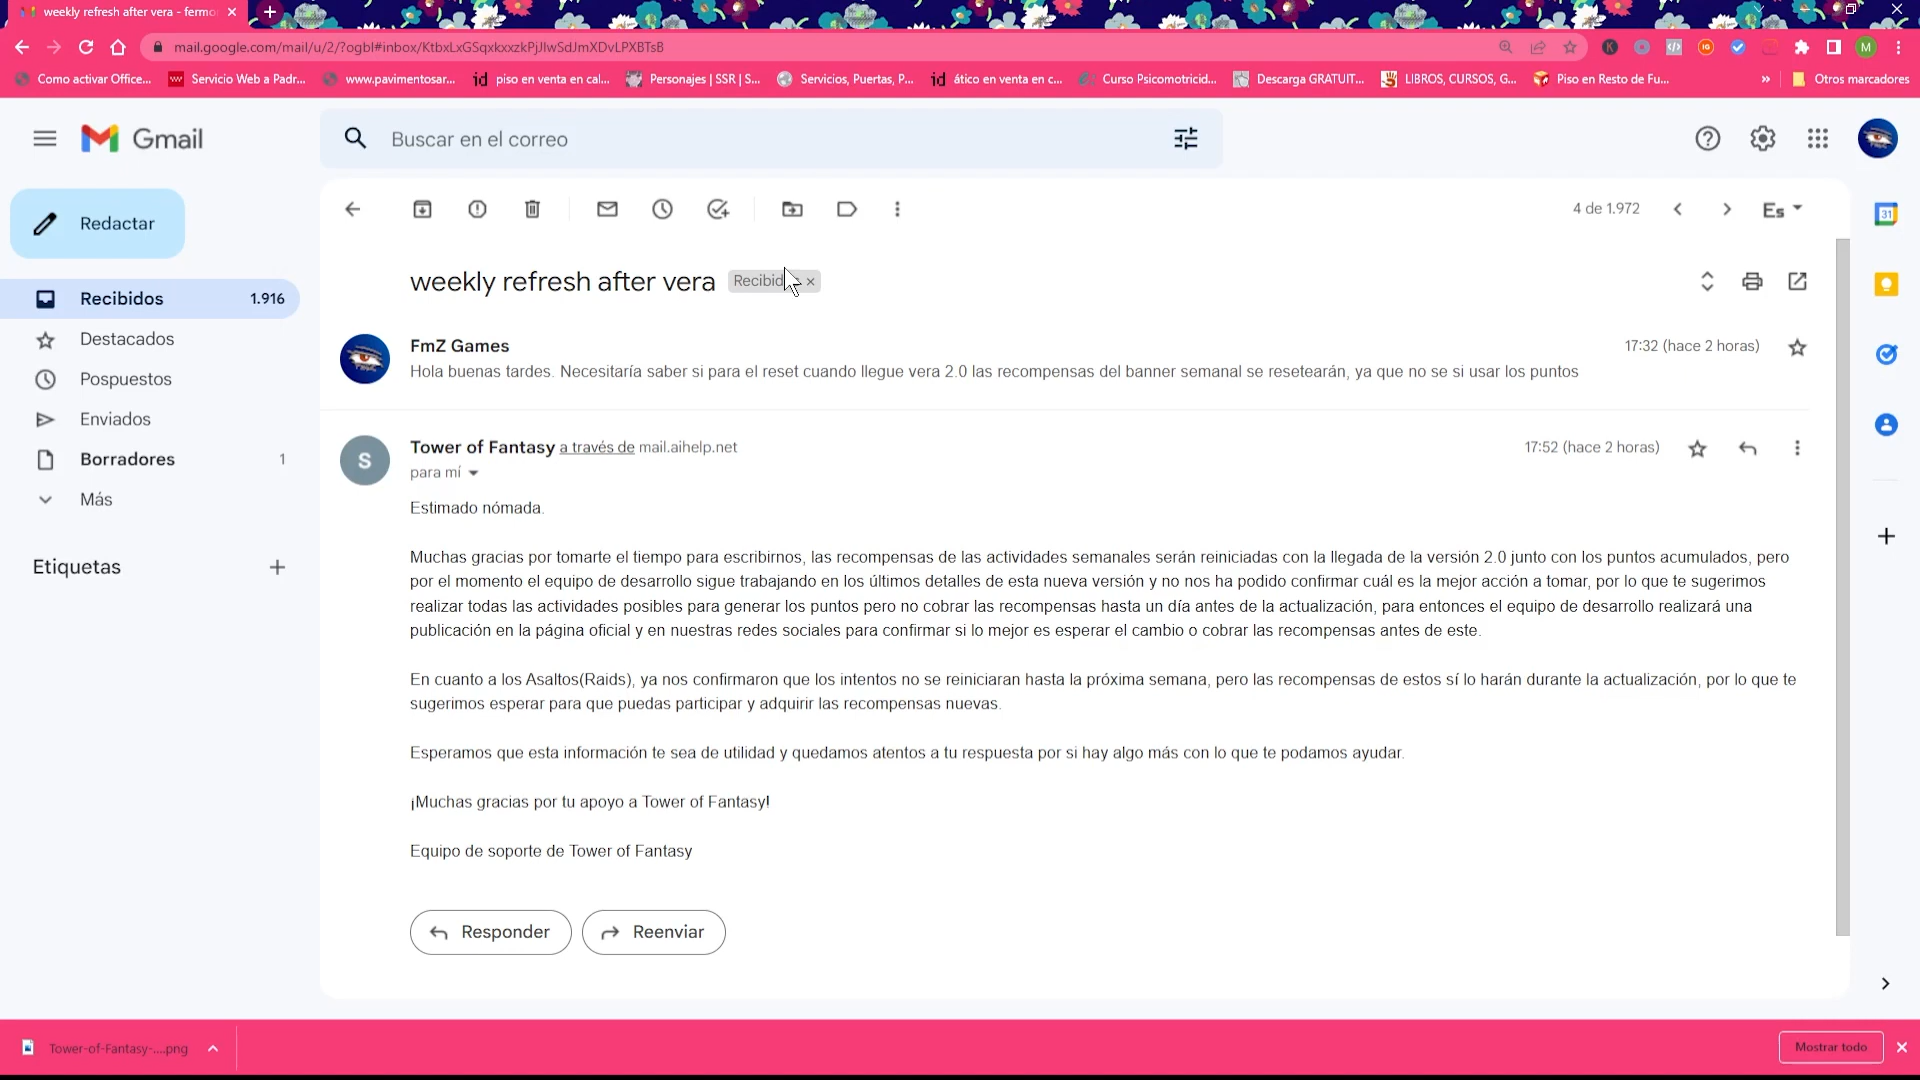 weekly refresh after vera - fermo
mail.google.com/mail/u/2/?ogbl#inbox/KtbxLxGSqxkxxzkPjJlwSdJmXDvLPXBTsB
M
Como activar Office...
Servicio Web a Padr...
www.pavimentosar...
piso en venta en cal...
Personajes | SSR | S...
Servicios, Puertas, P...
ático en venta en c...
Curso Psicomotricid...
Descarga GRATUIT...
LIBROS, CURSOS, G...
Piso en Resto de Fu...
»
Otros marcadores
Gmail
Buscar en el correo
Redactar
4 de 1.972
Es
31
weekly refresh after vera
Recibid
Recibidos 1.916
Destacados
Pospuestos
Enviados
Borradores 1
Más
Etiquetas
FmZ Games
17:32 (hace 2 horas)
Hola buenas tardes. Necesitaría saber si para el reset cuando llegue vera 2.0 las recompensas del banner semanal se resetearán, ya que no se si usar los puntos
S
Tower of Fantasy a través de mail.aihelp.net
17:52 (hace 2 horas)
para mí
Estimado nómada.
Muchas gracias por tomarte el tiempo para escribirnos, las recompensas de las actividades semanales serán reiniciadas con la llegada de la versión 2.0 junto con los puntos acumulados, pero
por el momento el equipo de desarrollo sigue trabajando en los últimos detalles de esta nueva versión y no nos ha podido confirmar cuál es la mejor acción a tomar, por lo que te sugerimos
realizar todas las actividades posibles para generar los puntos pero no cobrar las recompensas hasta un día antes de la actualización, para entonces el equipo de desarrollo realizará una
publicación en la página oficial y en nuestras redes sociales para confirmar si lo mejor es esperar el cambio o cobrar las recompensas antes de este.
En cuanto a los Asaltos(Raids), ya nos confirmaron que los intentos no se reiniciaran hasta la próxima semana, pero las recompensas de estos sí lo harán durante la actualización, por lo que te
sugerimos esperar para que puedas participar y adquirir las recompensas nuevas.
Esperamos que esta información te sea de utilidad y quedamos atentos a tu respuesta por si hay algo más con lo que te podamos ayudar.
¡Muchas gracias por tu apoyo a Tower of Fantasy!
Equipo de soporte de Tower of Fantasy
Responder
Reenviar
Tower-of-Fantasy-....png
Mostrar todo